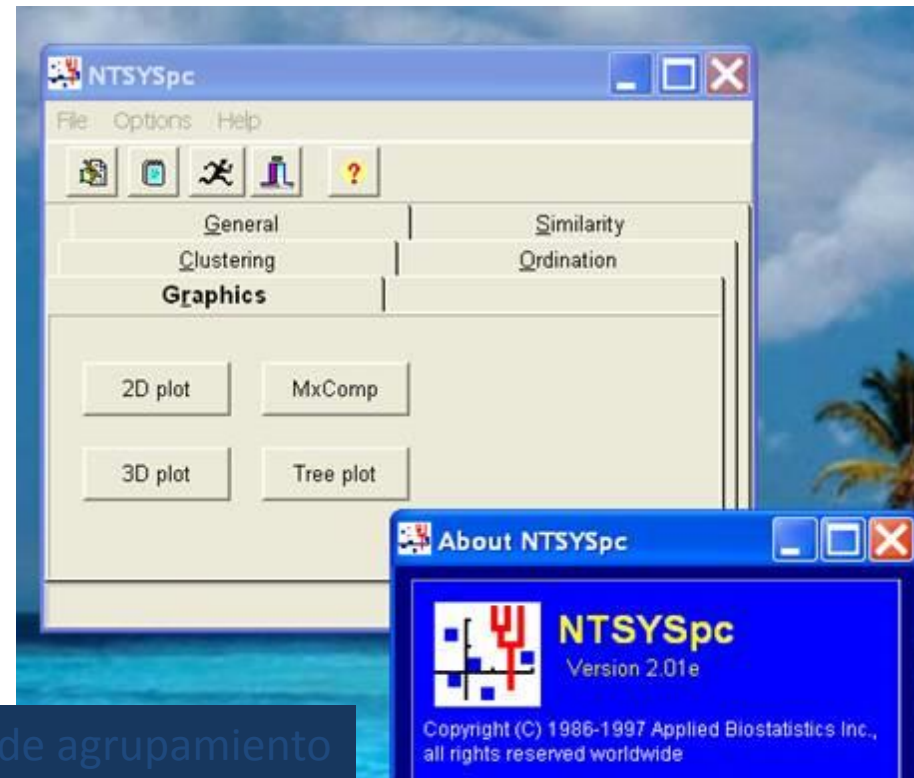 NTSYSpc
File Options Help
?
General Similarity
Clustering Ordination
Graphics
2D plot MxComp
3D plot Tree plot
About NTSYSpc
NTSYSpc
Version 2.01e
Copyright (C) 1986-1997 Applied Biostatistics Inc.,
all rights reserved worldwide
de agrupamiento